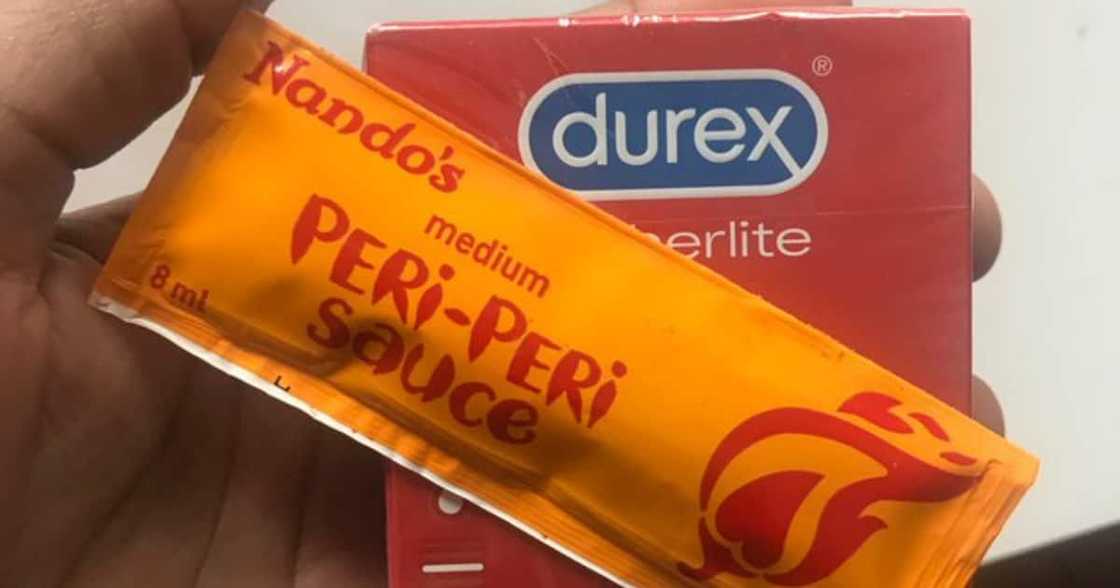 Nando's
medium
PERi-PERi
sauce
8 ml
durex®